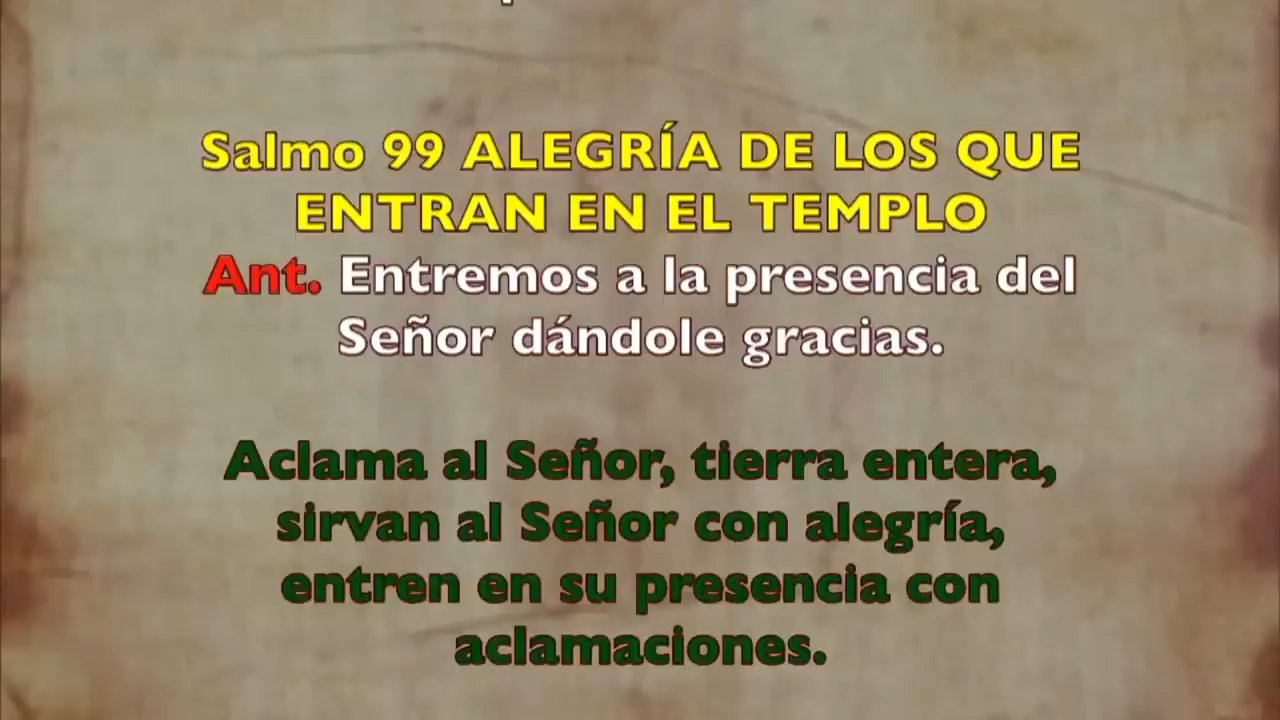 Salmo 99 ALEGRÍA DE LOS QUE
ENTRAN EN EL TEMPLO
Ant. Entremos a la presencia del
Señor dándole gracias.
Aclama al Señor, tierra entera,
sirvan al Señor con alegría,
entren en su presencia con
aclamaciones.